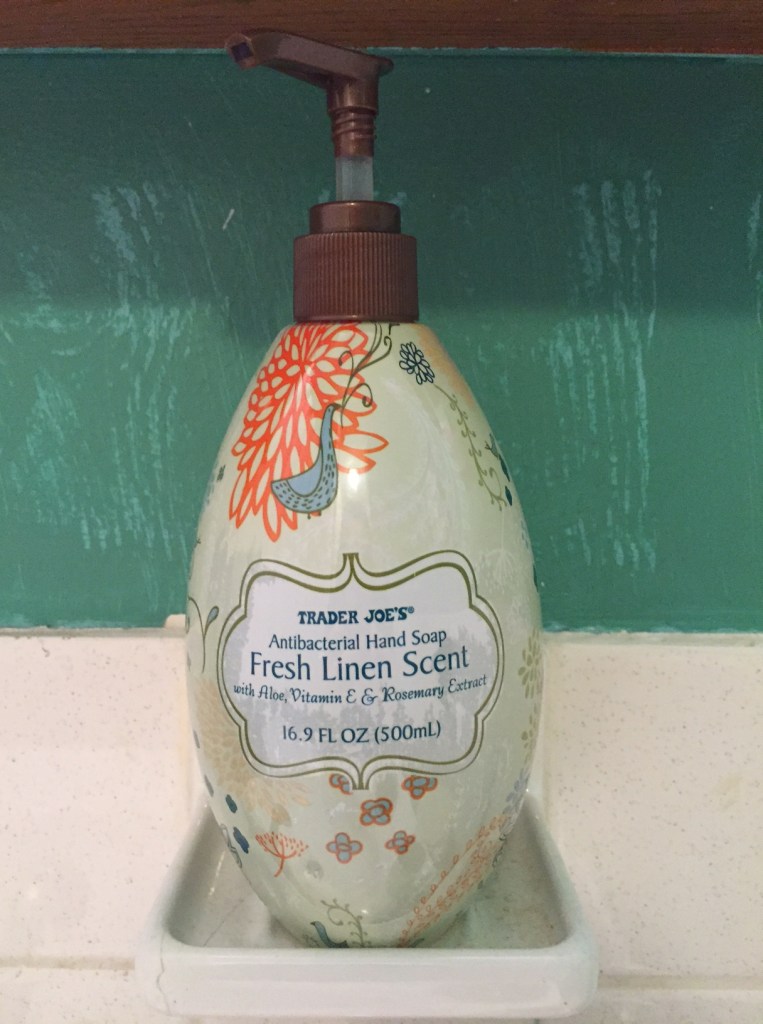 TRADER JOE'S®
Antibacterial Hand Soap
Fresh Linen Scent
with Aloe, Vitamin E & Rosemary Extract
16.9 FL OZ (500mL)